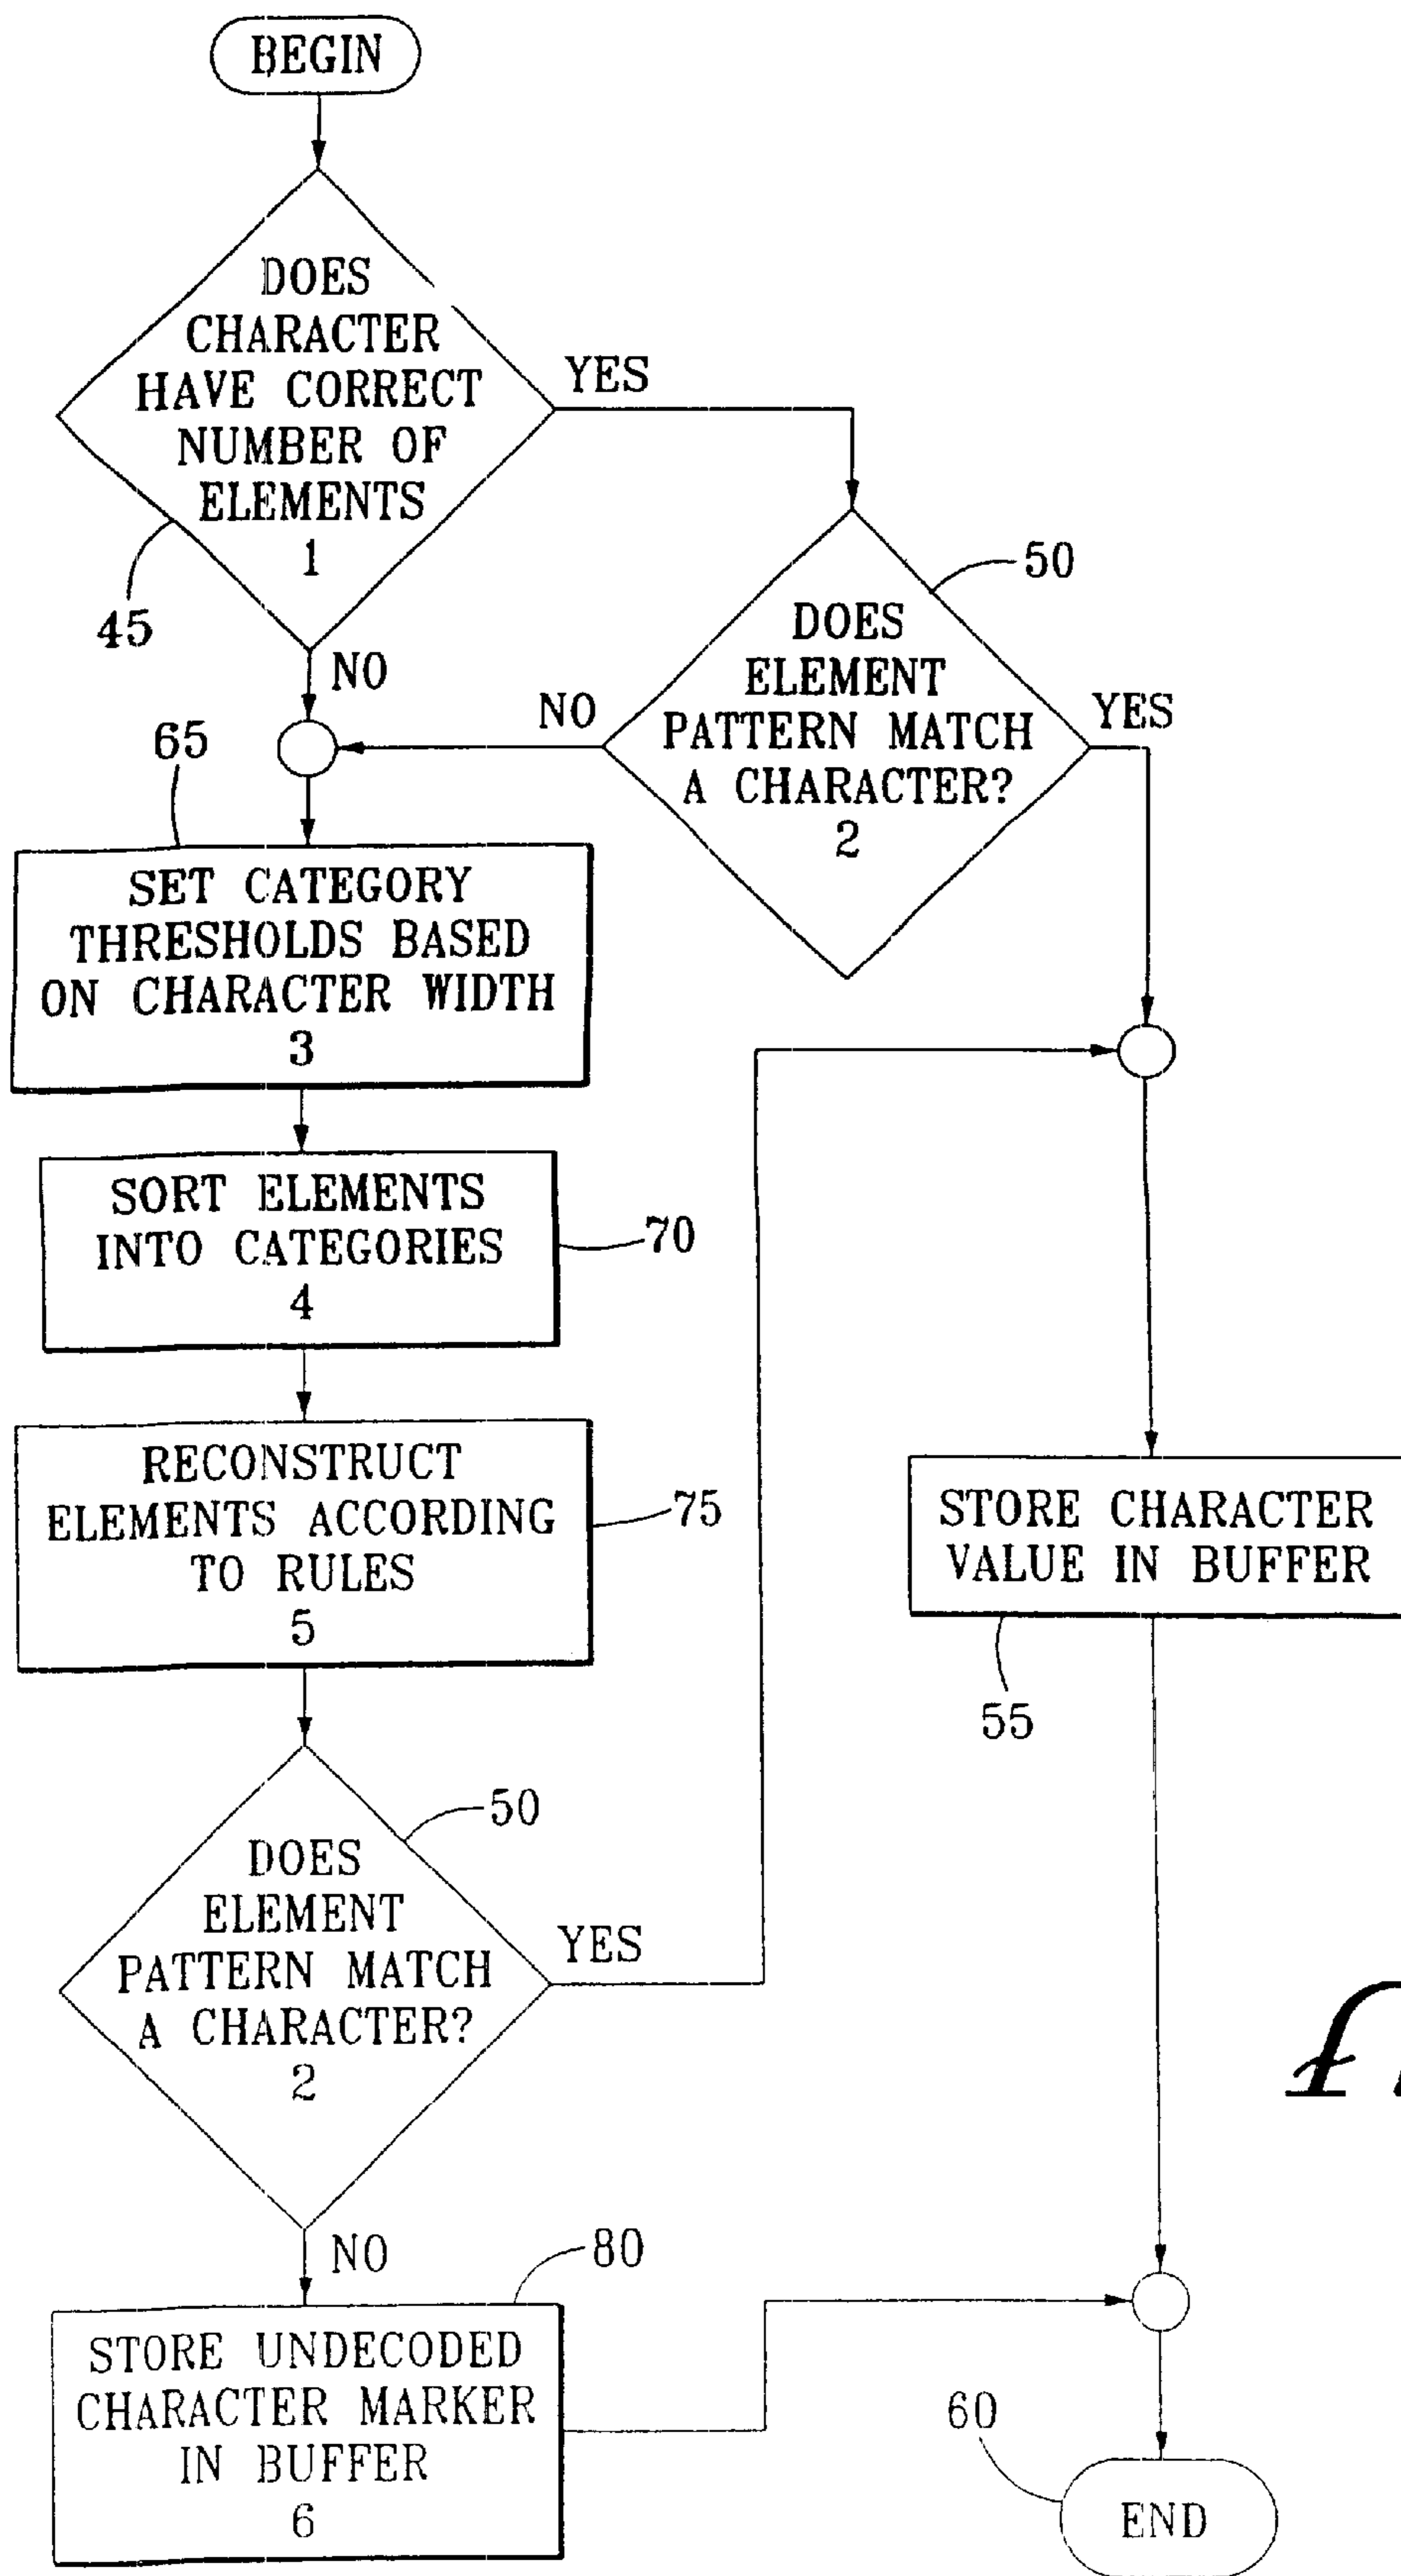 BEGIN
DOES
CHARACTER
HAVE CORRECT
NUMBER OF
ELEMENTS
1
45
YES
NO
DOES
ELEMENT
PATTERN MATCH
A CHARACTER?
2
50
NO
YES
65
SET CATEGORY
THRESHOLDS BASED
ON CHARACTER WIDTH
3
SORT ELEMENTS
INTO CATEGORIES
4
70
RECONSTRUCT
ELEMENTS ACCORDING
TO RULES
5
75
STORE CHARACTER
VALUE IN BUFFER
55
DOES
ELEMENT
PATTERN MATCH
A CHARACTER?
2
50
YES
NO
80
STORE UNDECODED
CHARACTER MARKER
IN BUFFER
6
60
END